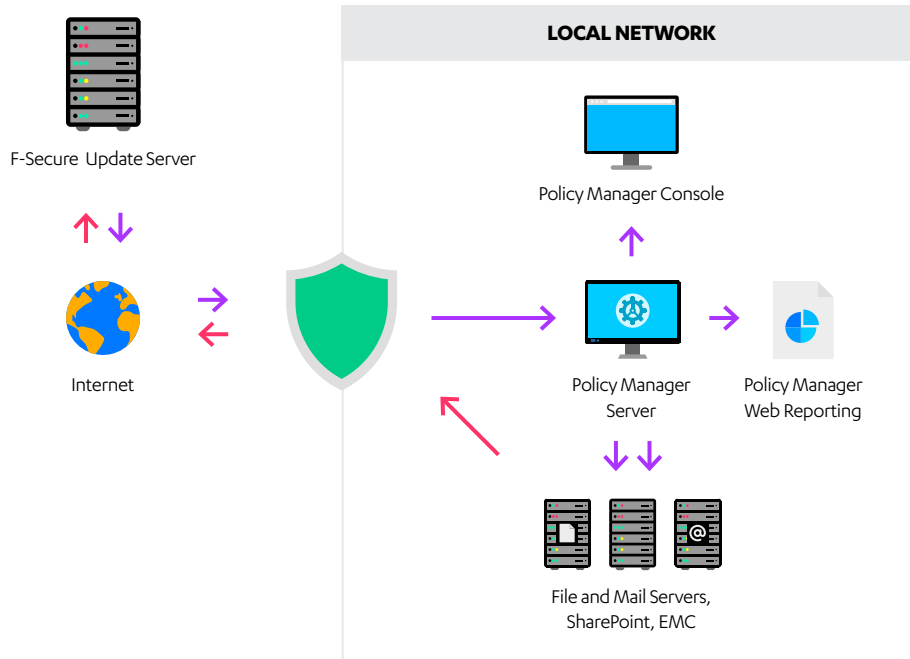 LOCAL NETWORK
F-Secure Update Server
Policy Manager Console
Internet
Policy Manager
Server
Policy Manager
Web Reporting
@
File and Mail Servers,
SharePoint, EMC